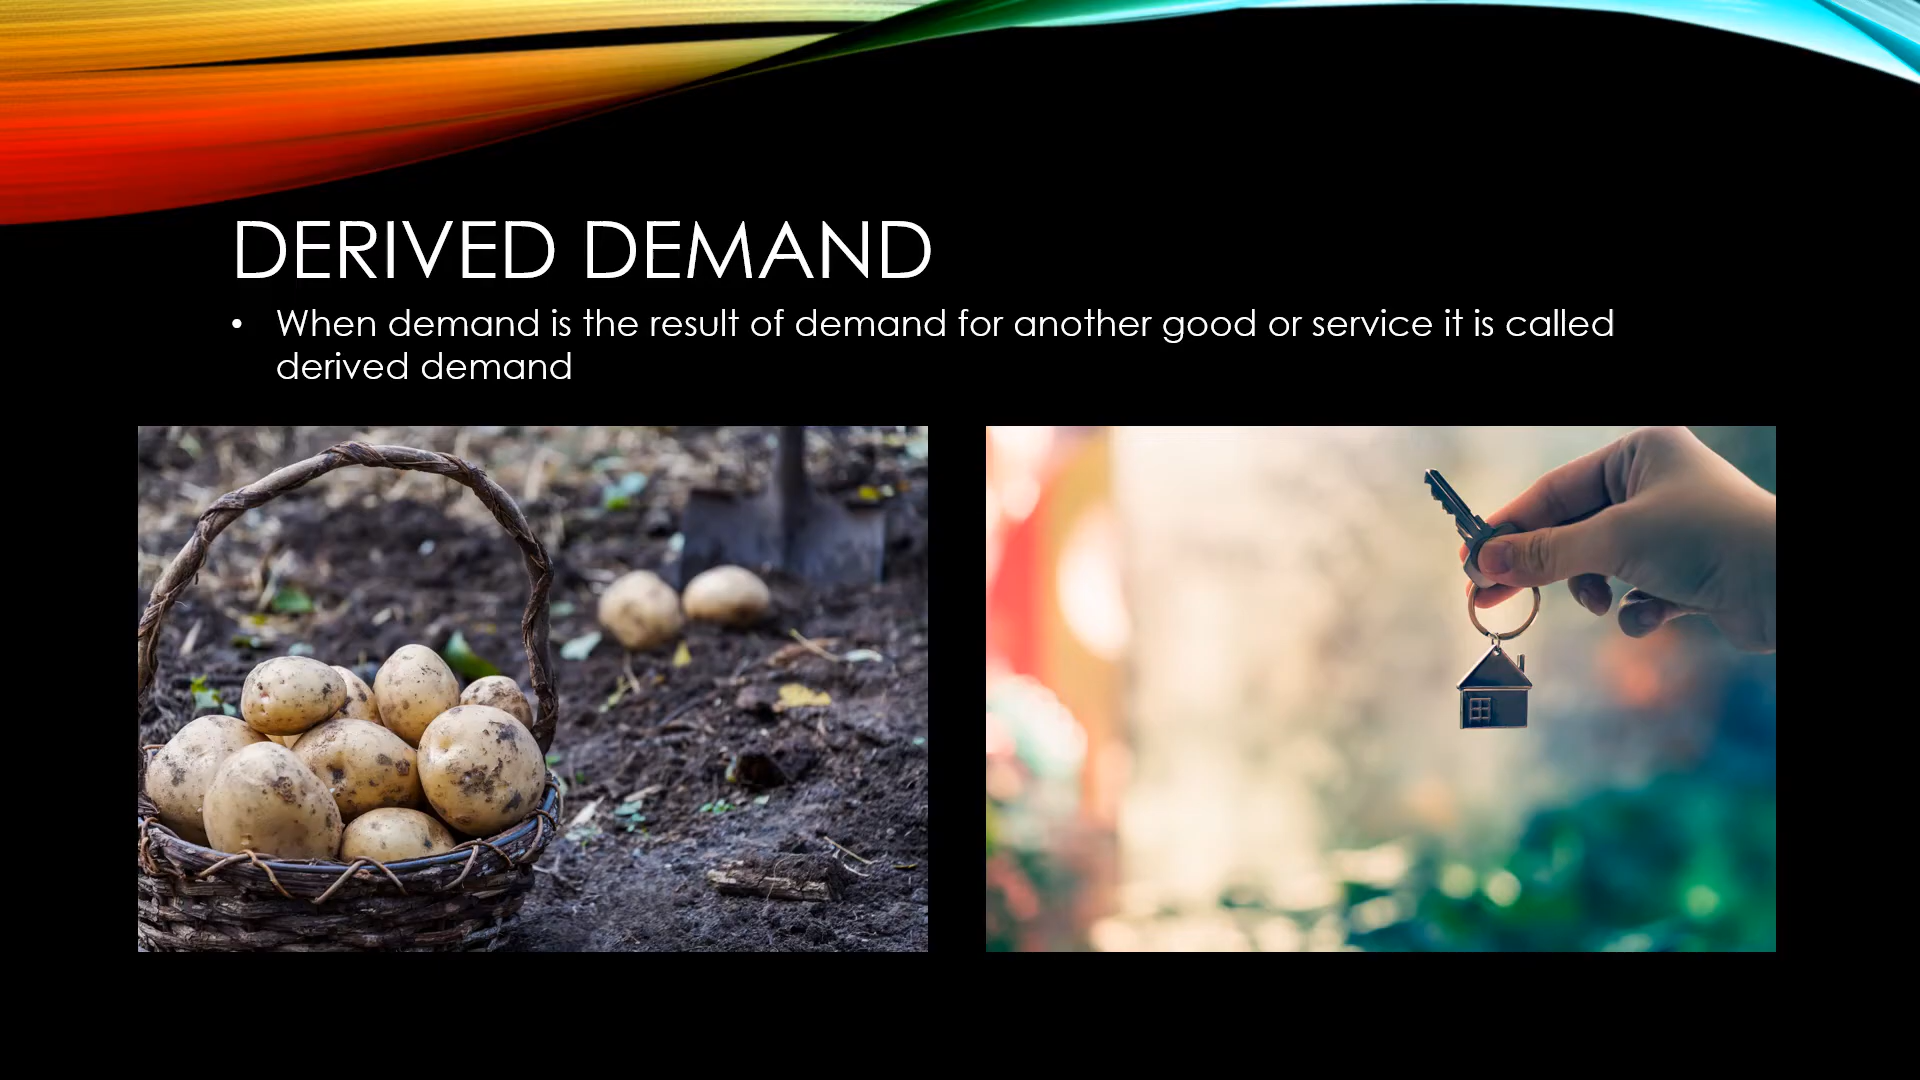 DERIVED DEMAND
• When demand is the result of demand for another good or service it is called
derived demand